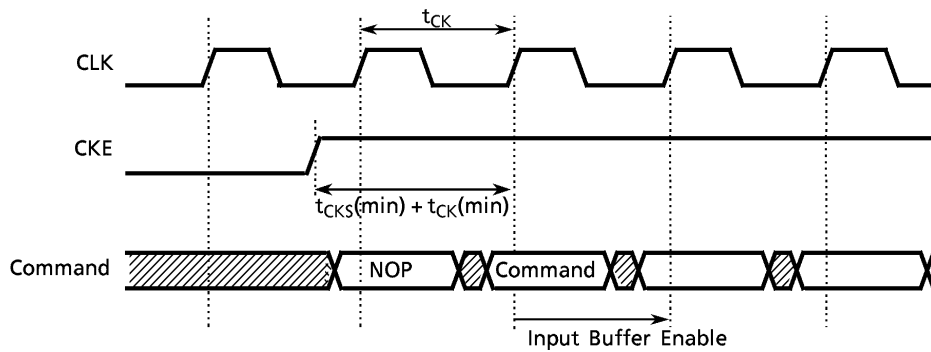 tCK
CLK
CKE
tCKS(min) + tCK(min)
Command NOP Command
Input Buffer Enable